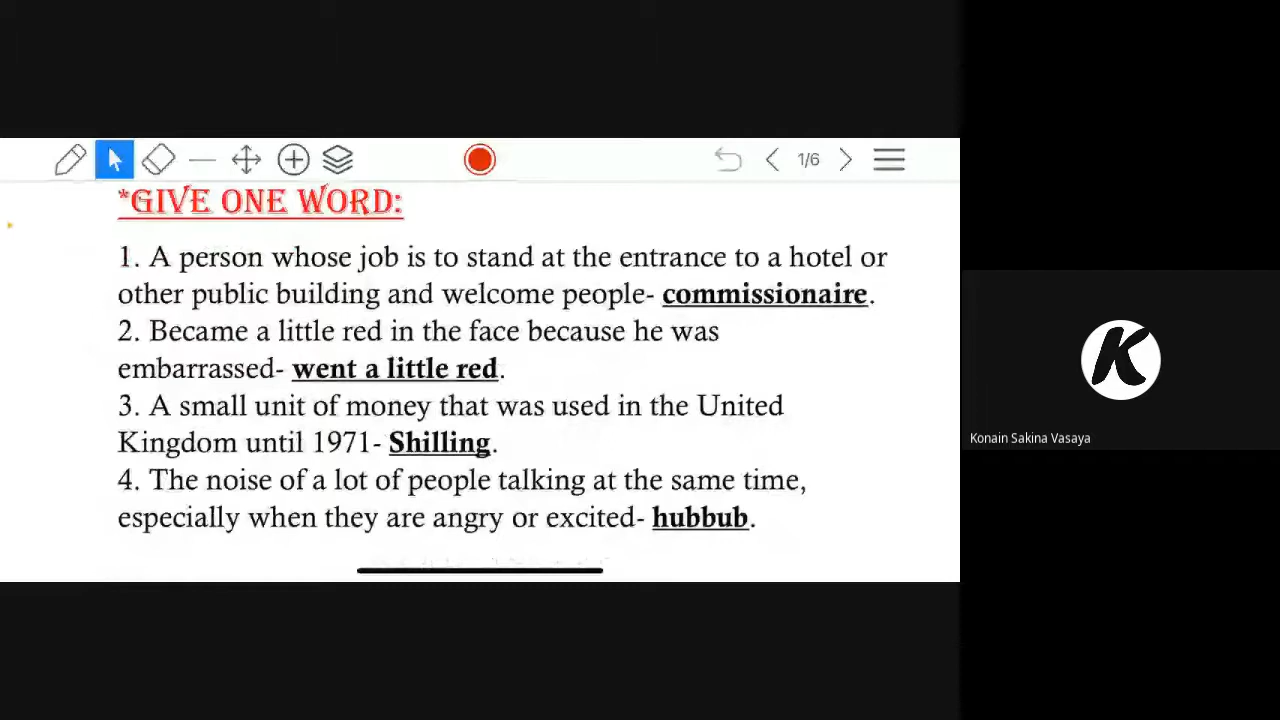 1/6
*GIVE ONE WORD:
1. A person whose job is to stand at the entrance to a hotel or
other public building and welcome people- commissionaire.
2. Became a little red in the face because he was
embarrassed- went a little red.
3. A small unit of money that was used in the United
Kingdom until 1971- Shilling.
4. The noise of a lot of people talking at the same time,
especially when they are angry or excited- hubbub.
K
Konain Sakina Vasaya